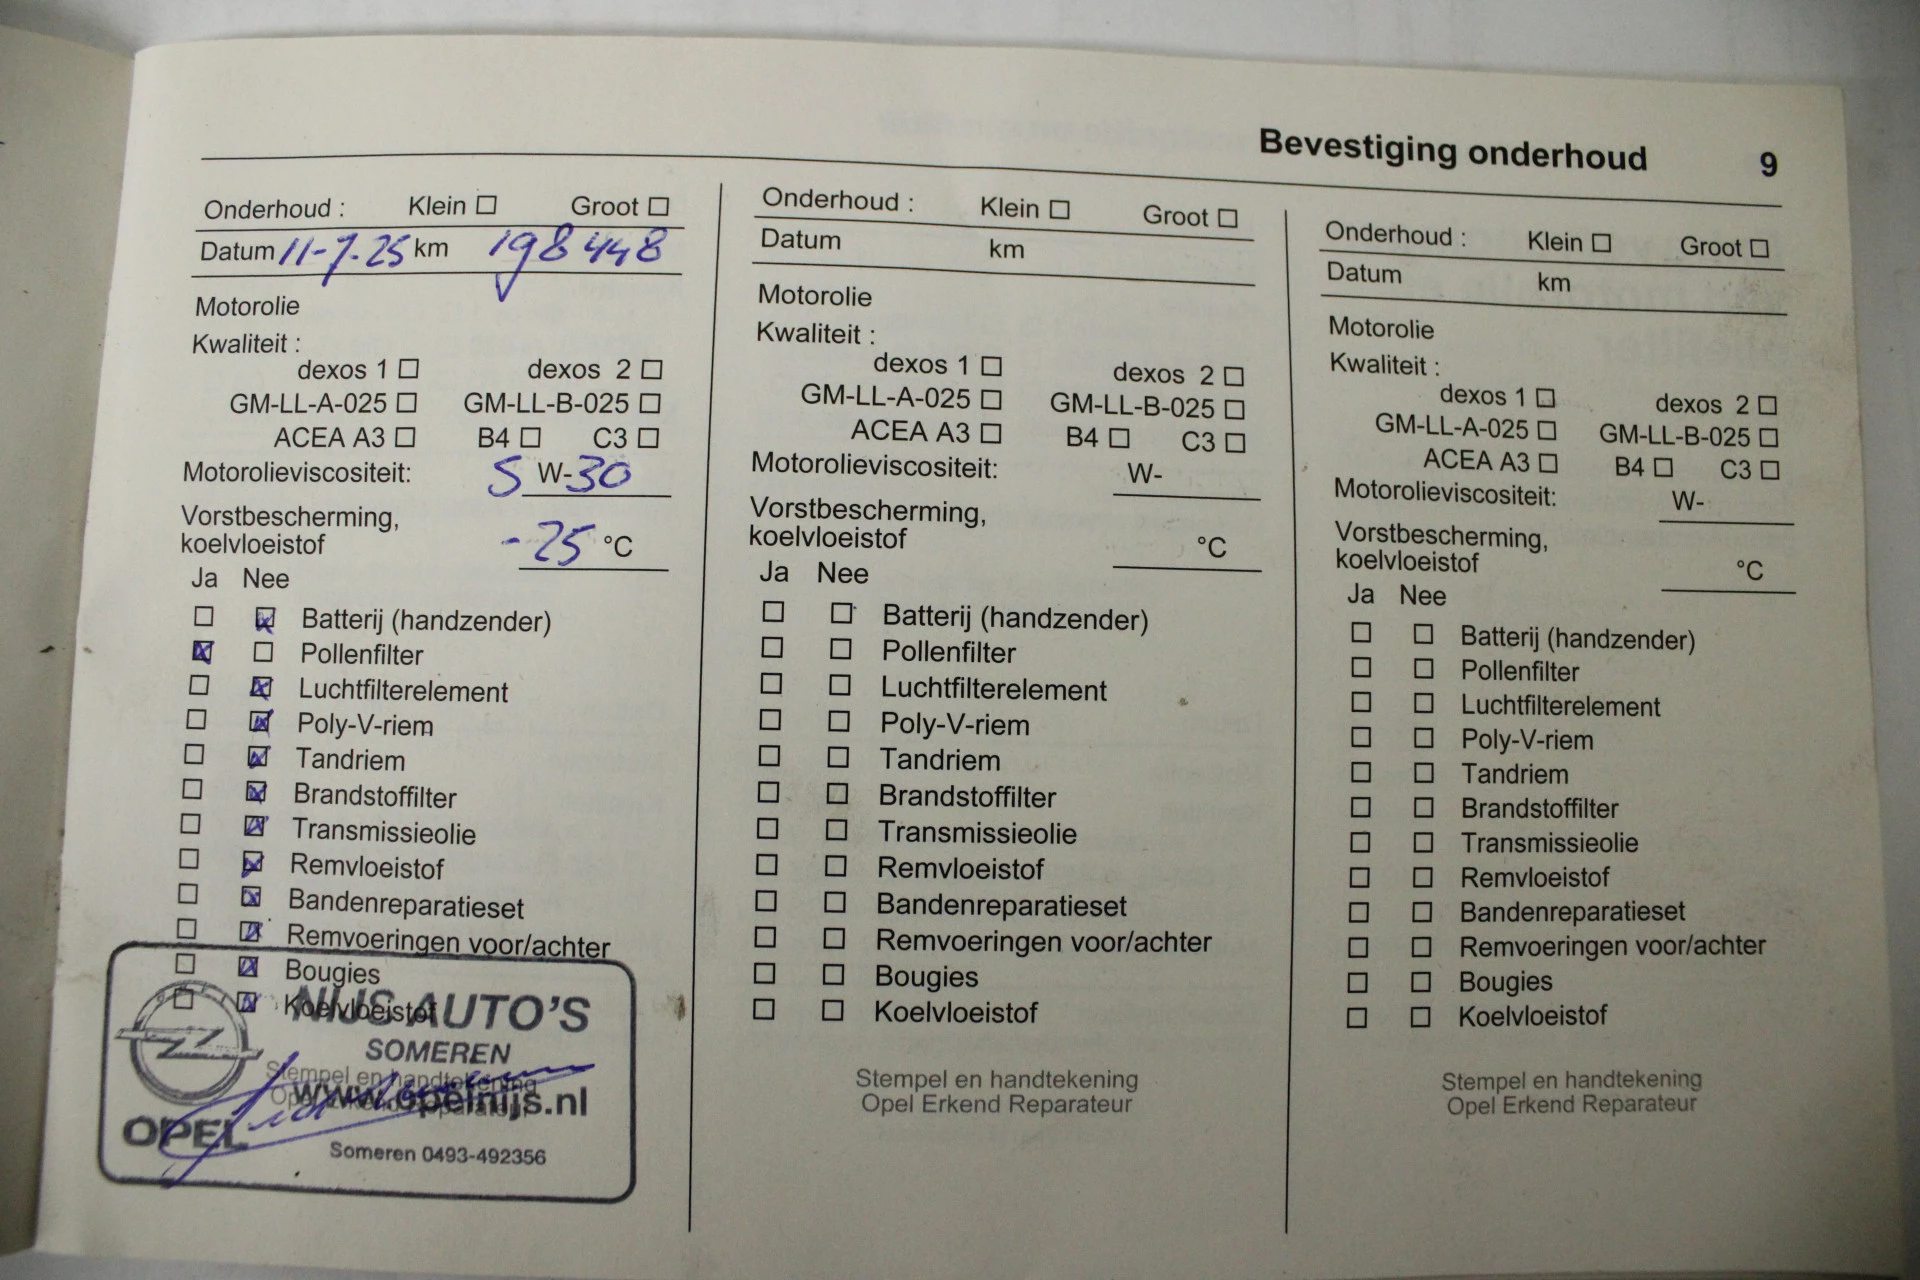 Bevestiging onderhoud 9
Onderhoud : Klein ☐ Groot ☐
Datum 11-7-25 km 198448
Motorolie
Kwaliteit :
dexos 1 ☐ dexos 2 ☐
GM-LL-A-025 ☐ GM-LL-B-025 ☐
ACEA A3 ☐ B4 ☐ C3 ☐
Motorolieviscositeit: 5 W-30
Vorstbescherming,
koelvloeistof -25 °C
Ja Nee
☐ ☒ Batterij (handzender)
☒ ☐ Pollenfilter
☐ ☒ Luchtfilterelement
☐ ☒ Poly-V-riem
☐ ☒ Tandriem
☐ ☒ Brandstoffilter
☐ ☒ Transmissieolie
☐ ☒ Remvloeistof
☐ ☒ Bandenreparatieset
☐ ☒ Remvoeringen voor/achter
☐ ☒ Bougies
☐ ☒ Koelvloeistof
NIJS AUTO'S
SOMEREN
Stempel en handtekening
Opel Erkend Reparateur
www.opelnijs.nl
OPEL
Someren 0493-492356
Onderhoud : Klein ☐ Groot ☐
Datum km
Motorolie
Kwaliteit :
dexos 1 ☐ dexos 2 ☐
GM-LL-A-025 ☐ GM-LL-B-025 ☐
ACEA A3 ☐ B4 ☐ C3 ☐
Motorolieviscositeit: W-
Vorstbescherming,
koelvloeistof °C
Ja Nee
☐ ☐ Batterij (handzender)
☐ ☐ Pollenfilter
☐ ☐ Luchtfilterelement
☐ ☐ Poly-V-riem
☐ ☐ Tandriem
☐ ☐ Brandstoffilter
☐ ☐ Transmissieolie
☐ ☐ Remvloeistof
☐ ☐ Bandenreparatieset
☐ ☐ Remvoeringen voor/achter
☐ ☐ Bougies
☐ ☐ Koelvloeistof
Stempel en handtekening
Opel Erkend Reparateur
Onderhoud : Klein ☐ Groot ☐
Datum km
Motorolie
Kwaliteit :
dexos 1 ☐ dexos 2 ☐
GM-LL-A-025 ☐ GM-LL-B-025 ☐
ACEA A3 ☐ B4 ☐ C3 ☐
Motorolieviscositeit: W-
Vorstbescherming,
koelvloeistof °C
Ja Nee
☐ ☐ Batterij (handzender)
☐ ☐ Pollenfilter
☐ ☐ Luchtfilterelement
☐ ☐ Poly-V-riem
☐ ☐ Tandriem
☐ ☐ Brandstoffilter
☐ ☐ Transmissieolie
☐ ☐ Remvloeistof
☐ ☐ Bandenreparatieset
☐ ☐ Remvoeringen voor/achter
☐ ☐ Bougies
☐ ☐ Koelvloeistof
Stempel en handtekening
Opel Erkend Reparateur